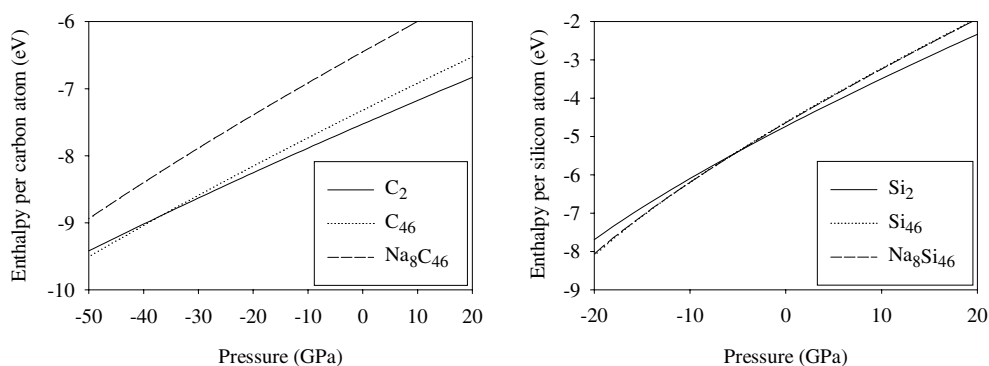 Enthalpy per carbon atom (eV)
-6
-7
-8
-9
-10
-50 -40 -30 -20 -10 0 10 20
Pressure (GPa)
C2
C46
Na8C46
Enthalpy per silicon atom (eV)
-2
-3
-4
-5
-6
-7
-8
-9
-20 -10 0 10 20
Pressure (GPa)
Si2
Si46
Na8Si46